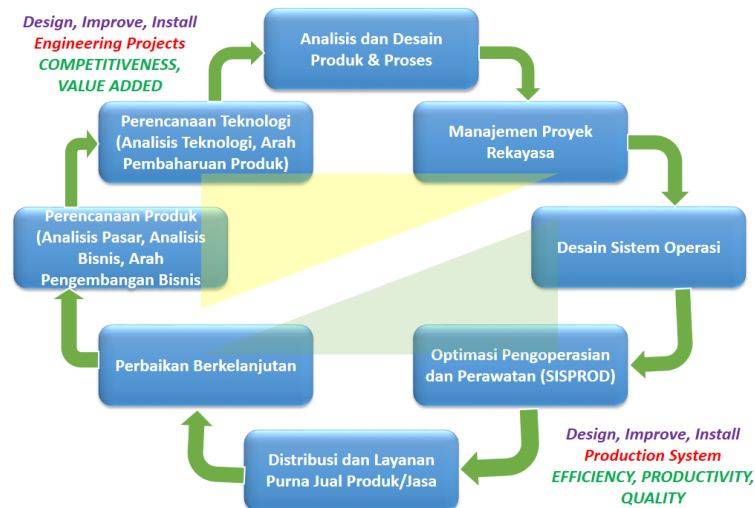 Design, Improve, Install
Engineering Projects
COMPETITIVENESS,
VALUE ADDED
Analisis dan Desain
Produk & Proses
Manajemen Proyek
Rekayasa
Desain Sistem Operasi
Optimasi Pengoperasian
dan Perawatan (SISPROD)
Distribusi dan Layanan
Purna Jual Produk/Jasa
Perbaikan Berkelanjutan
Perencanaan Produk
(Analisis Pasar, Analisis
Bisnis, Arah
Pengembangan Bisnis
Perencanaan Teknologi
(Analisis Teknologi, Arah
Pembaharuan Produk)
Design, Improve, Install
Production System
EFFICIENCY, PRODUCTIVITY,
QUALITY